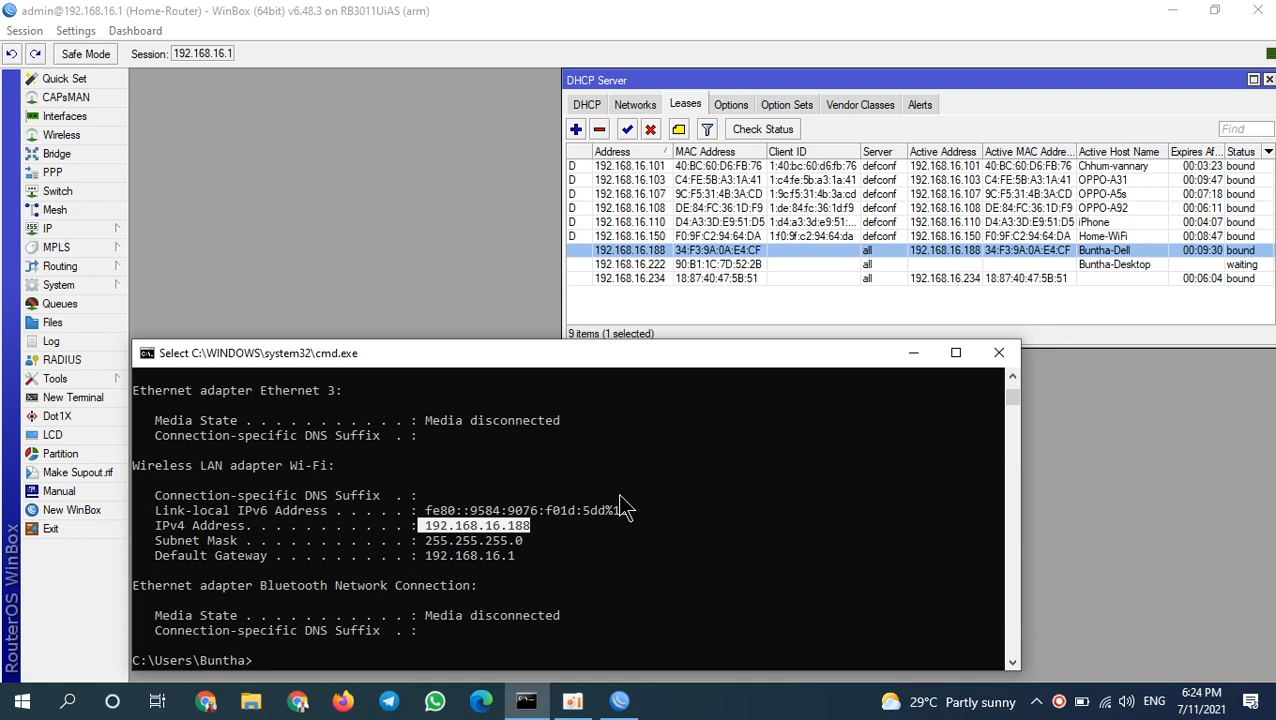 admin@192.168.16.1 (Home-Router) - WinBox (64bit) v6.48.3 on RB3011UiAS (arm)
Session Settings Dashboard
Safe Mode Session: 192.168.16.1
Quick Set
CAPsMAN
Interfaces
Wireless
Bridge
PPP
Switch
Mesh
IP
MPLS
Routing
System
Queues
Files
Log
RADIUS
Tools
New Terminal
Dot1X
LCD
Partition
Make Supout.rif
Manual
New WinBox
Exit
RouterOS WinBox
DHCP Server
DHCP Networks Leases Options Option Sets Vendor Classes Alerts
Check Status Find
Address MAC Address Client ID Server Active Address Active MAC Addre... Active Host Name Expires Af... Status
D 192.168.16.101 40:BC:60:D6:FB:76 1:40:bc:60:d6:fb:76 defconf 192.168.16.101 40:BC:60:D6:FB:76 Chhum-vannary 00:03:23 bound
D 192.168.16.103 C4:FE:5B:A3:1A:41 1:c4:fe:5b:a3:1a:41 defconf 192.168.16.103 C4:FE:5B:A3:1A:41 OPPO-A31 00:09:47 bound
D 192.168.16.107 9C:F5:31:4B:3A:CD 1:9c:f5:31:4b:3a:cd defconf 192.168.16.107 9C:F5:31:4B:3A:CD OPPO-A5s 00:07:18 bound
D 192.168.16.108 DE:84:FC:36:1D:F9 1:de:84:fc:36:1d:f9 defconf 192.168.16.108 DE:84:FC:36:1D:F9 OPPO-A92 00:06:11 bound
D 192.168.16.110 D4:A3:3D:E9:51:D5 1:d4:a3:3d:e9:51:... defconf 192.168.16.110 D4:A3:3D:E9:51:D5 iPhone 00:04:07 bound
D 192.168.16.150 F0:9F:C2:94:64:DA 1:f0:9f:c2:94:64:da defconf 192.168.16.150 F0:9F:C2:94:64:DA Home-WiFi 00:08:47 bound
192.168.16.188 34:F3:9A:0A:E4:CF all 192.168.16.188 34:F3:9A:0A:E4:CF Buntha-Dell 00:09:30 bound
192.168.16.222 90:B1:1C:7D:52:2B all Buntha-Desktop waiting
192.168.16.234 18:87:40:47:5B:51 all 192.168.16.234 18:87:40:47:5B:51 00:06:04 bound
9 items (1 selected)
Select C:\WINDOWS\system32\cmd.exe
Ethernet adapter Ethernet 3:
Media State . . . . . . . . . . . : Media disconnected
Connection-specific DNS Suffix . :
Wireless LAN adapter Wi-Fi:
Connection-specific DNS Suffix . :
Link-local IPv6 Address . . . . . : fe80::9584:9076:f01d:5dd%1
IPv4 Address. . . . . . . . . . . : 192.168.16.188
Subnet Mask . . . . . . . . . . . : 255.255.255.0
Default Gateway . . . . . . . . . : 192.168.16.1
Ethernet adapter Bluetooth Network Connection:
Media State . . . . . . . . . . . : Media disconnected
Connection-specific DNS Suffix . :
C:\Users\Buntha>
29°C Partly sunny ENG 6:24 PM
7/11/2021